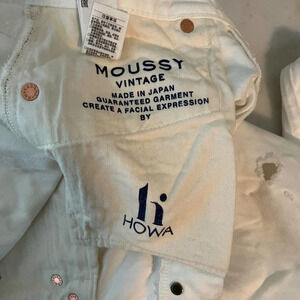 MOUSSY
VINTAGE
MADE IN JAPAN
GUARANTEED GARMENT
CREATE A FACIAL EXPRESSION
BY
h
HOWA